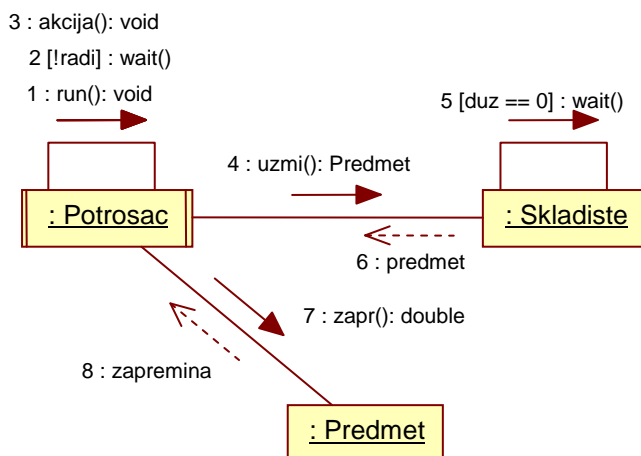 3 : akcija(): void
2 [!radi] : wait()
1 : run(): void
5 [duz == 0] : wait()
4 : uzmi(): Predmet
: Potrosac
: Skladiste
6 : predmet
7 : zapr(): double
8 : zapremina
: Predmet